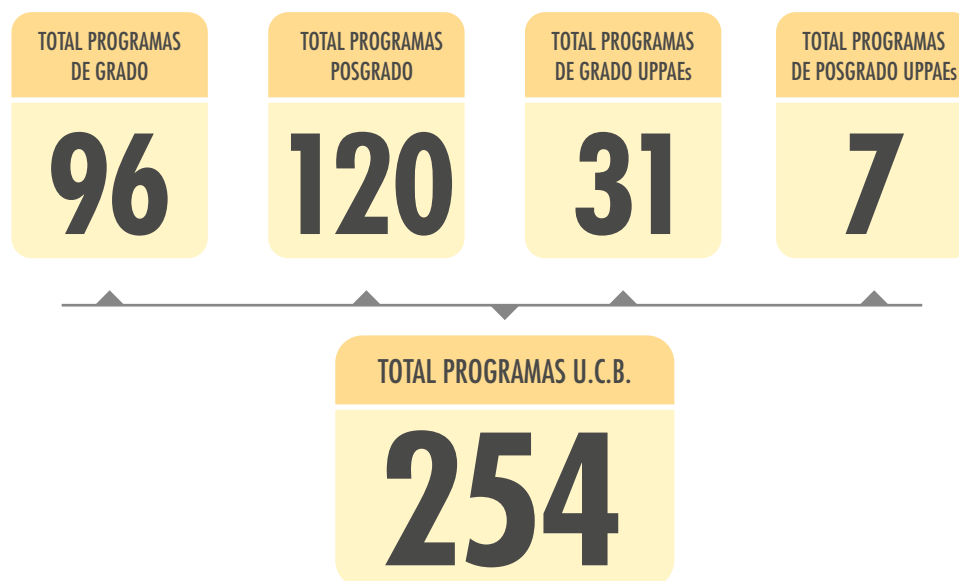 TOTAL PROGRAMAS
DE GRADO
96
TOTAL PROGRAMAS
POSGRADO
120
TOTAL PROGRAMAS
DE GRADO UPPAEs
31
TOTAL PROGRAMAS
DE POSGRADO UPPAEs
7
TOTAL PROGRAMAS U.C.B.
254